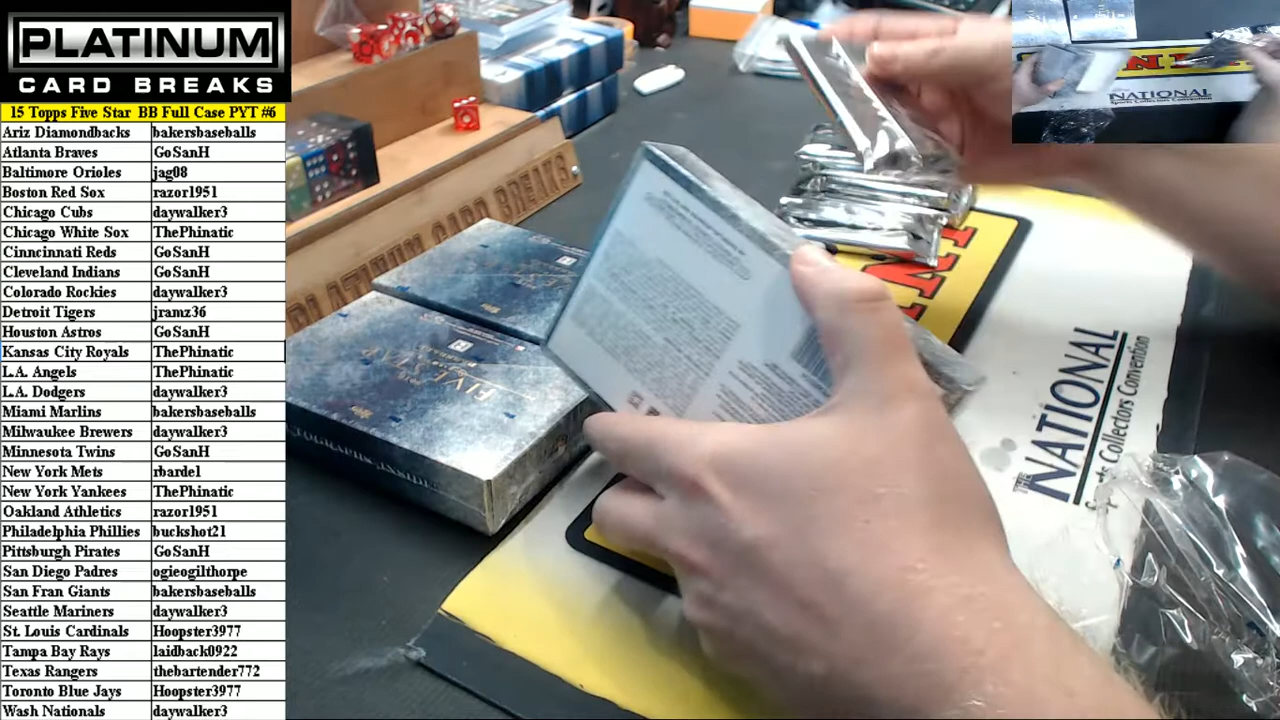 PLATINUM
CARD BREAKS
15 Topps Five Star BB Full Case PYT #6
Ariz Diamondbacks bakersbaseballs
Atlanta Braves GoSanH
Baltimore Orioles jag08
Boston Red Sox razor1951
Chicago Cubs daywalker3
Chicago White Sox ThePhinatic
Cinncinnati Reds GoSanH
Cleveland Indians GoSanH
Colorado Rockies daywalker3
Detroit Tigers jramz36
Houston Astros GoSanH
Kansas City Royals ThePhinatic
L.A. Angels ThePhinatic
L.A. Dodgers daywalker3
Miami Marlins bakersbaseballs
Milwaukee Brewers daywalker3
Minnesota Twins GoSanH
New York Mets rbarde1
New York Yankees ThePhinatic
Oakland Athletics razor1951
Philadelphia Phillies buckshot21
Pittsburgh Pirates GoSanH
San Diego Padres ogieogilthorpe
San Fran Giants bakersbaseballs
Seattle Mariners daywalker3
St. Louis Cardinals Hoopster3977
Tampa Bay Rays laidback0922
Texas Rangers thebartender772
Toronto Blue Jays Hoopster3977
Wash Nationals daywalker3
PLATINUM CARD BREAKS
FIVE STAR
THE NATIONAL
Sports Collectors Convention
NATIONAL
Sports Collectors Convention